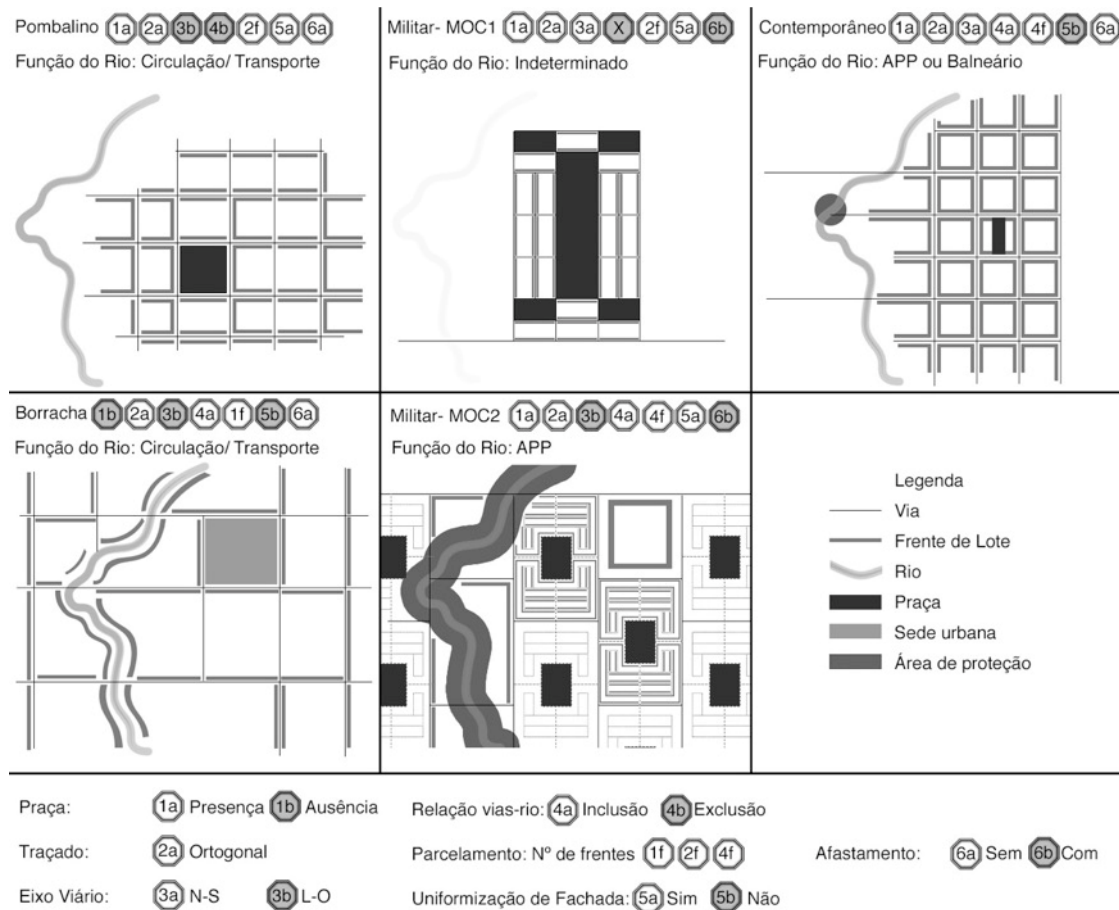 Pombalino 1a 2a 3b 4b 2f 5a 6a
Função do Rio: Circulação/ Transporte
Militar- MOC1 1a 2a 3a X 2f 5a 6b
Função do Rio: Indeterminado
Contemporâneo 1a 2a 3a 4a 4f 5b 6a
Função do Rio: APP ou Balneário
Borracha 1b 2a 3b 4a 1f 5b 6a
Função do Rio: Circulação/ Transporte
Militar- MOC2 1a 2a 3b 4a 4f 5a 6b
Função do Rio: APP
Legenda
Via
Frente de Lote
Rio
Praça
Sede urbana
Área de proteção
Praça: 1a Presença 1b Ausência
Traçado: 2a Ortogonal
Eixo Viário: 3a N-S 3b L-O
Relação vias-rio: 4a Inclusão 4b Exclusão
Parcelamento: Nº de frentes 1f 2f 4f
Uniformização de Fachada: 5a Sim 5b Não
Afastamento: 6a Sem 6b Com